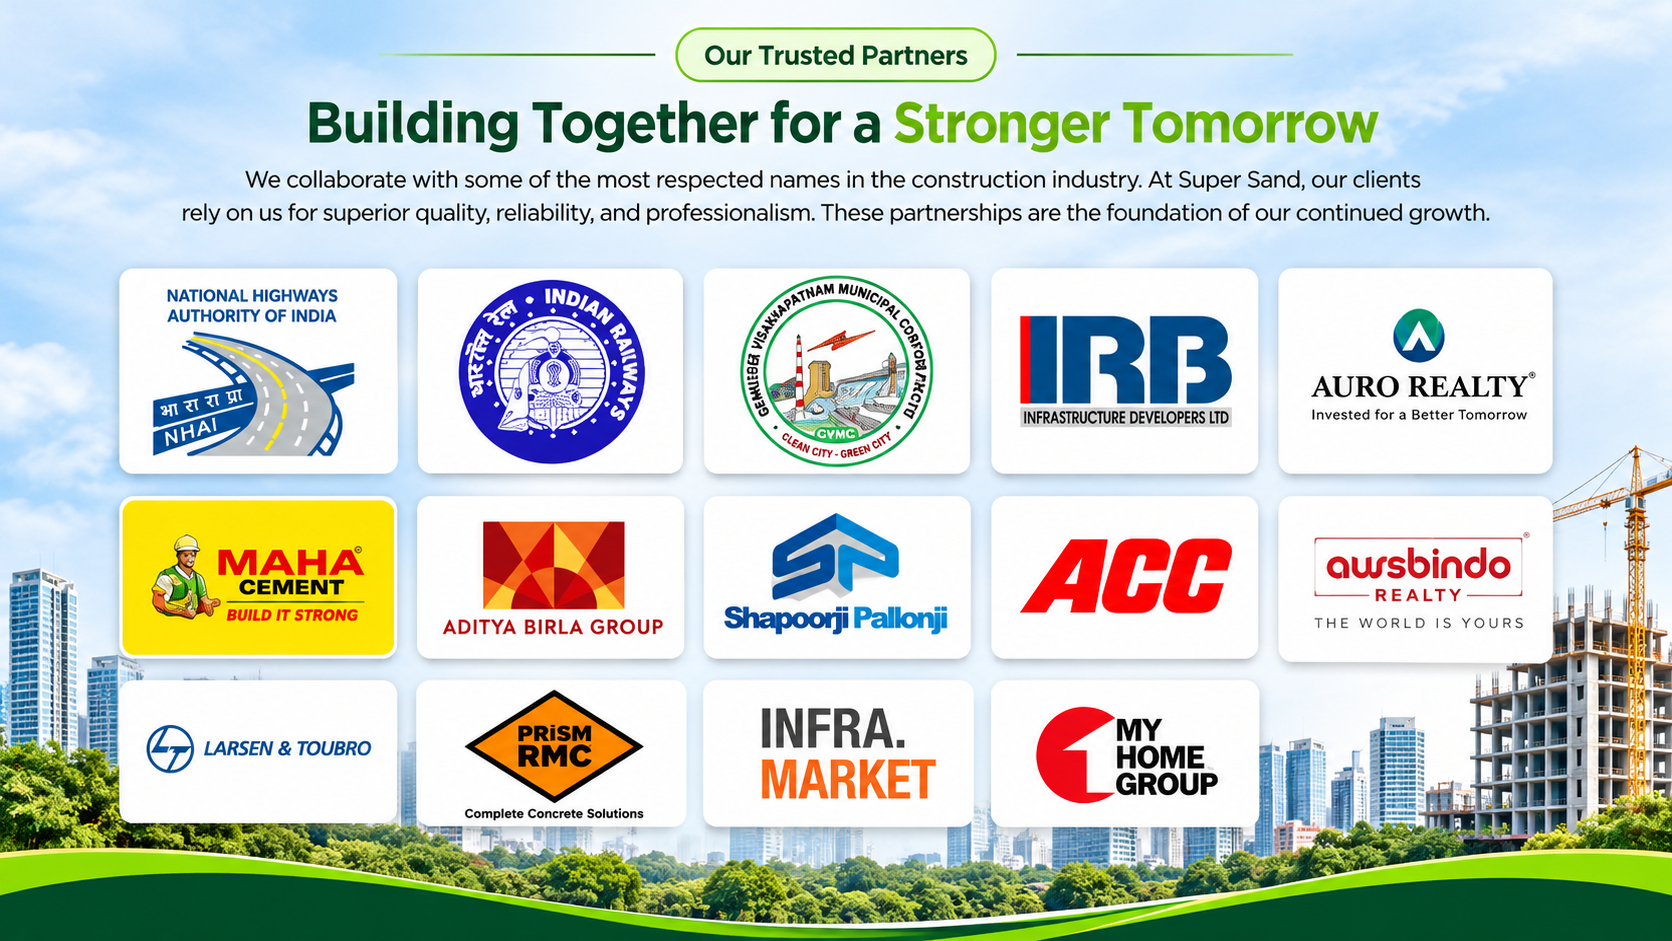 Our Trusted Partners
Building Together for a Stronger Tomorrow
We collaborate with some of the most respected names in the construction industry. At Super Sand, our clients
rely on us for superior quality, reliability, and professionalism. These partnerships are the foundation of our continued growth.
NATIONAL HIGHWAYS
AUTHORITY OF INDIA
भा रा रा प्रा
NHAI
भारतीय रेल • INDIAN RAILWAYS
VISAKHAPATNAM MUNICIPAL
GVMC
CLEAN CITY - GREEN CITY
IRB
INFRASTRUCTURE DEVELOPERS LTD
AURO REALTY®
Invested for a Better Tomorrow
MAHA®
CEMENT
BUILD IT STRONG
ADITYA BIRLA GROUP
SP
Shapoorji Pallonji
ACC
aursbindo®
REALTY
THE WORLD IS YOURS
LARSEN & TOUBRO
PRiSM
RMC
Complete Concrete Solutions
INFRA.
MARKET
MY
HOME
GROUP